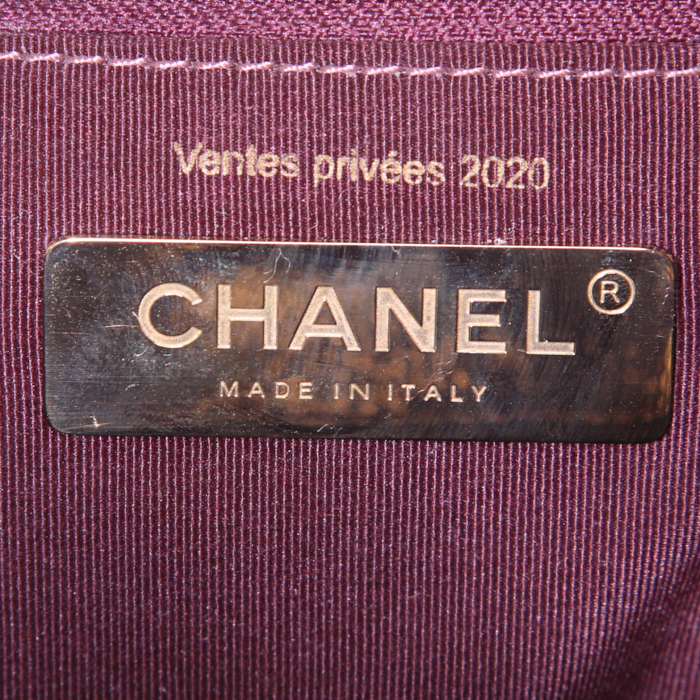 Ventes privées 2020
CHANEL ®
MADE IN ITALY